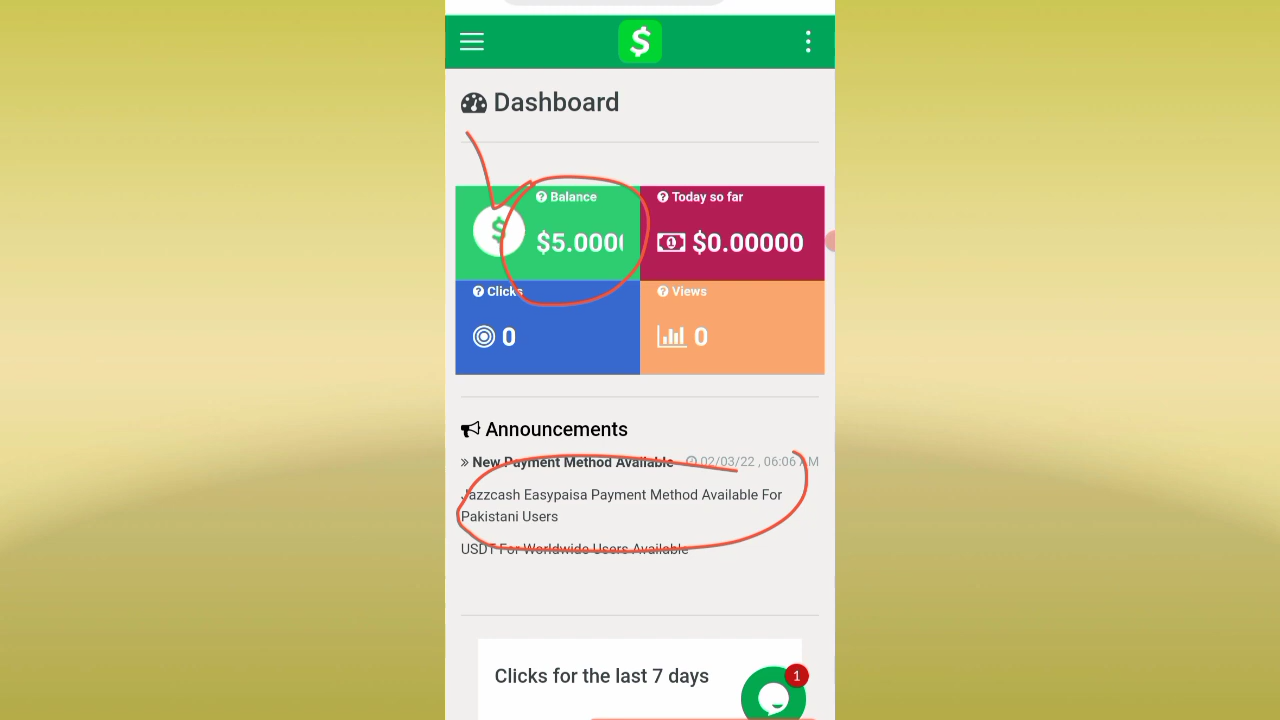 $
Dashboard
Balance
$5.000
Today so far
$0.00000
Clicks
0
Views
0
Announcements
» New Payment Method Available 02/03/22 , 06:06 AM
Jazzcash Easypaisa Payment Method Available For
Pakistani Users
USDT For Worldwide Users Available
Clicks for the last 7 days
1